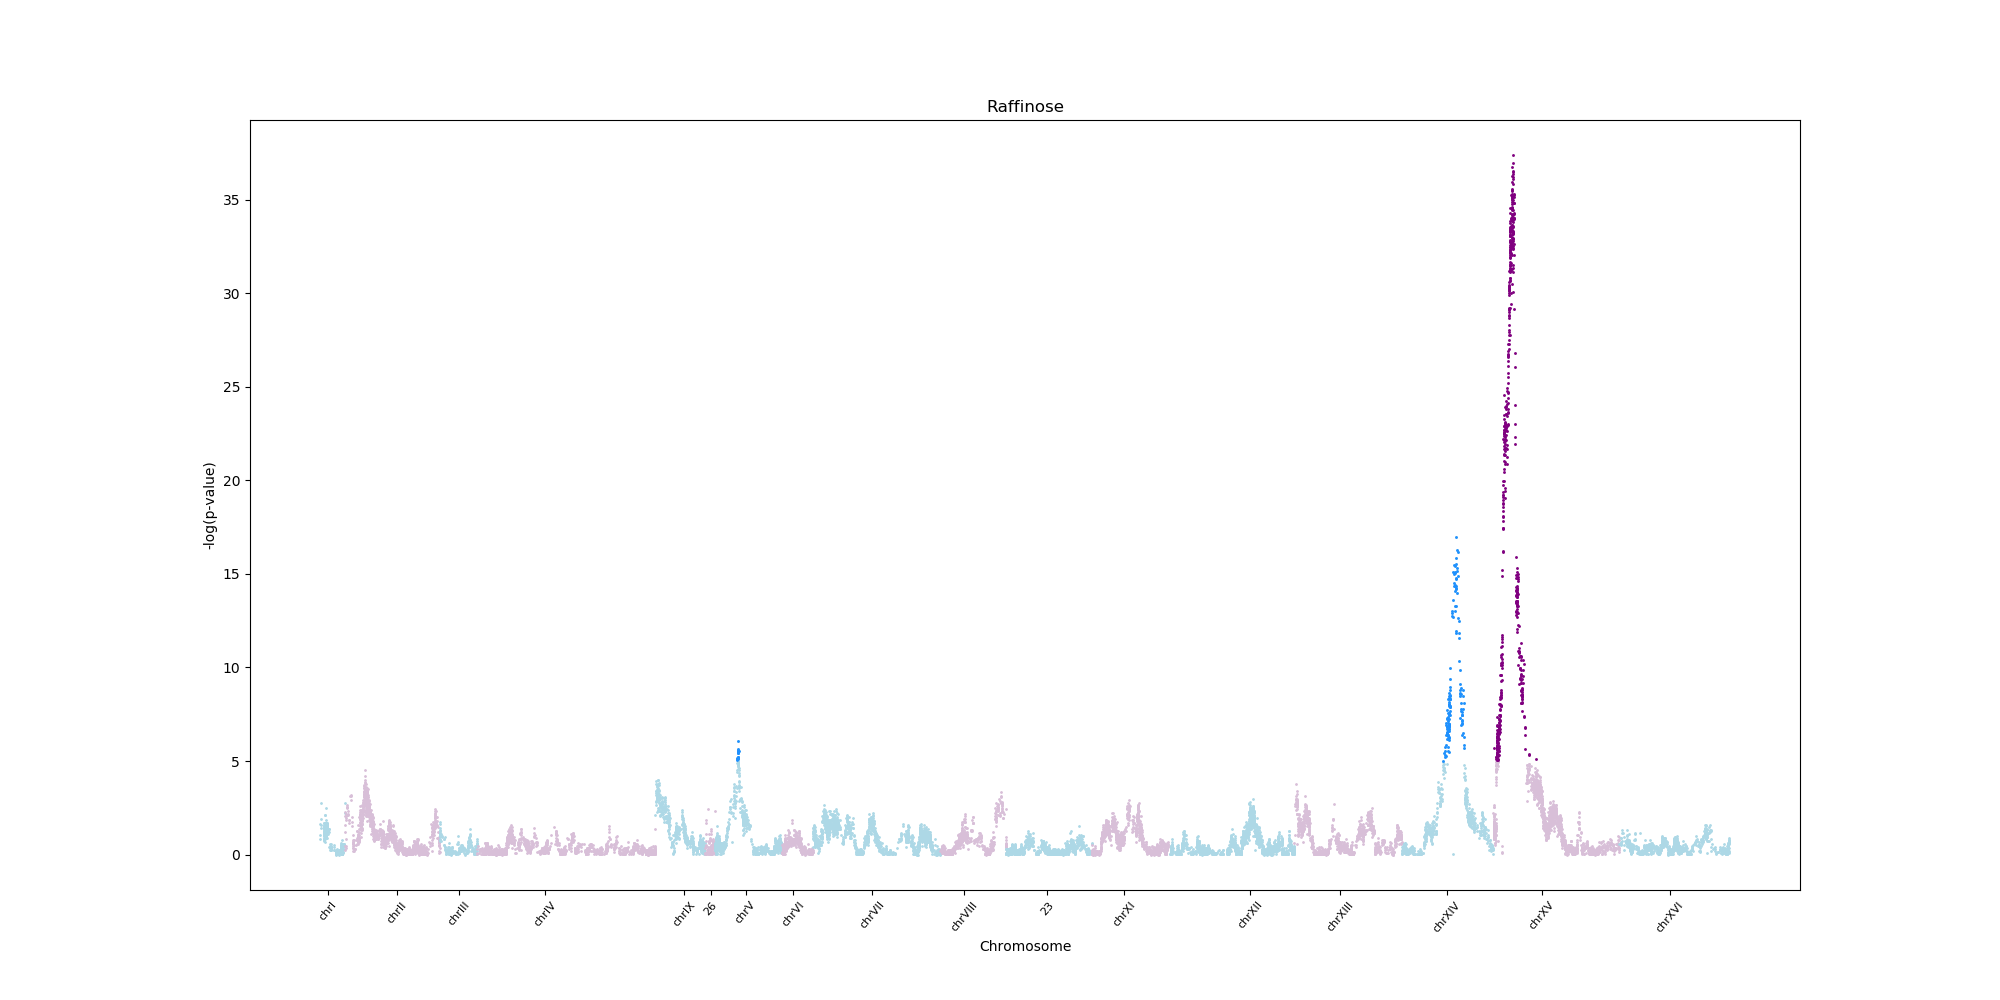 Raffinose
-log(p-value)
35
30
25
20
15
10
5
0
chrI
chrII
chrIII
chrIV
chrIX
26
chrV
chrVI
chrVII
chrVIII
23
chrXI
chrXII
chrXIII
chrXIV
chrXV
chrXVI
Chromosome